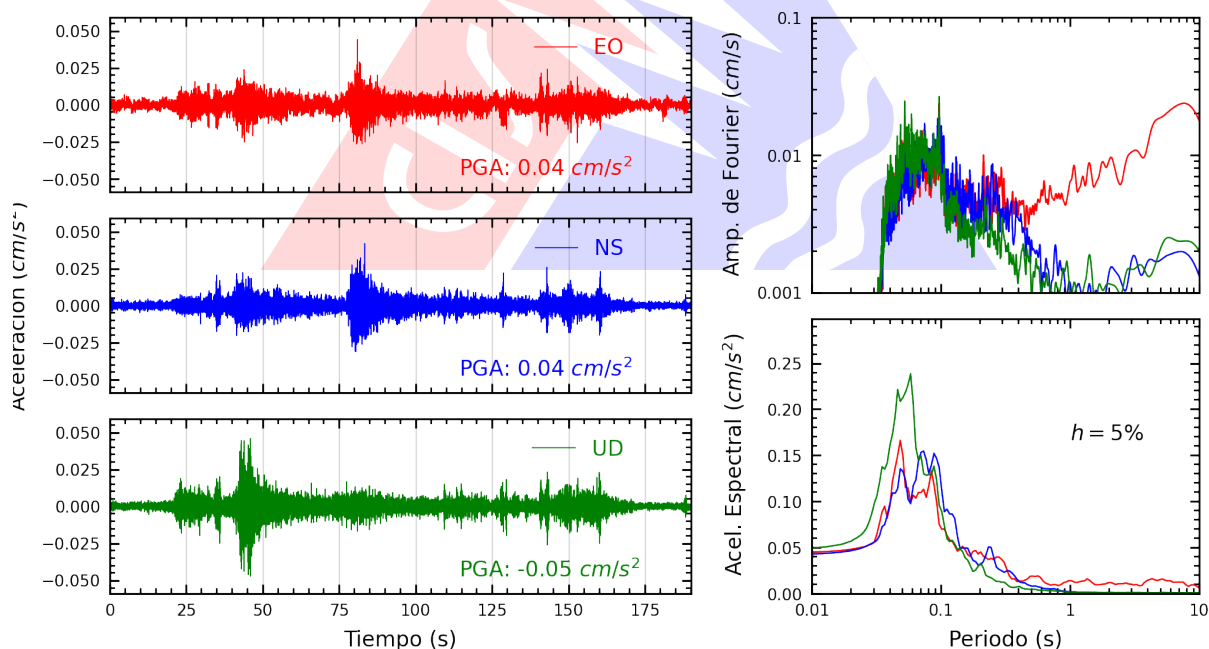 0.050
0.025
0.000
−0.025
−0.050
EO
PGA: 0.04 cm/s²
0.050
0.025
0.000
−0.025
−0.050
NS
PGA: 0.04 cm/s²
0.050
0.025
0.000
−0.025
−0.050
UD
PGA: -0.05 cm/s²
0 25 50 75 100 125 150 175
Tiempo (s)
Aceleracion (cm/s²)
0.1
0.01
0.001
Amp. de Fourier (cm/s)
0.25
0.20
0.15
0.10
0.05
0.00
Acel. Espectral (cm/s²)
h = 5%
0.01 0.1 1 10
Periodo (s)